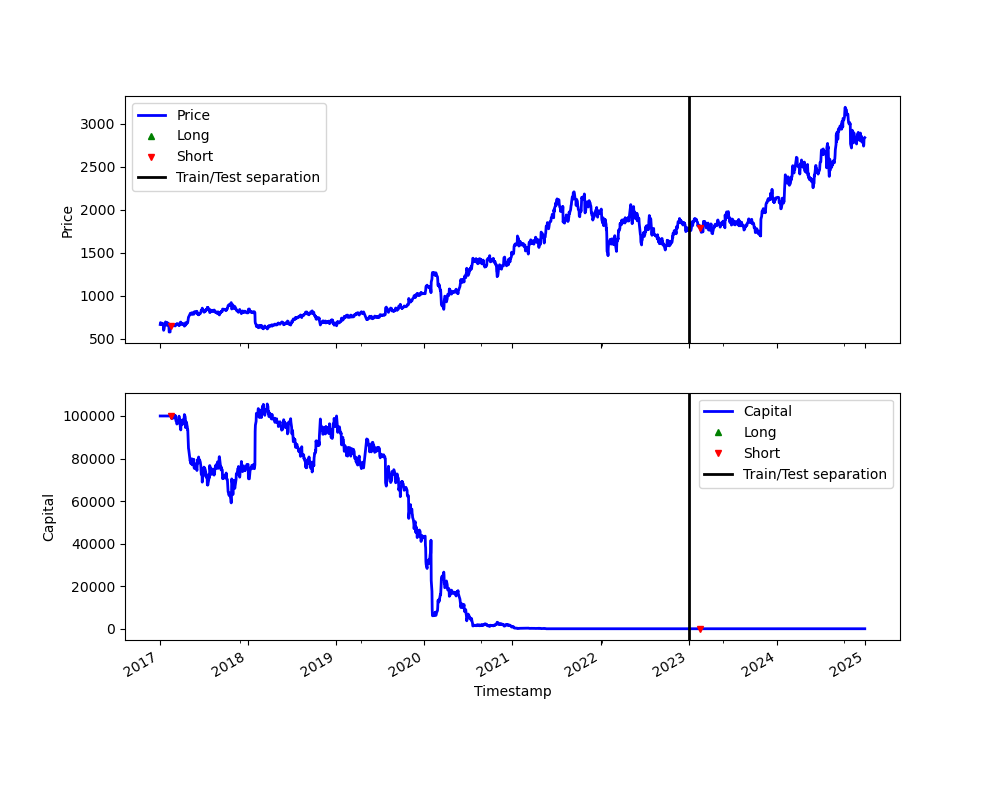 3000
2500
2000
1500
1000
500
Price
Price
Long
Short
Train/Test separation
100000
80000
60000
40000
20000
0
Capital
Capital
Long
Short
Train/Test separation
2017 2018 2019 2020 2021 2022 2023 2024 2025
Timestamp